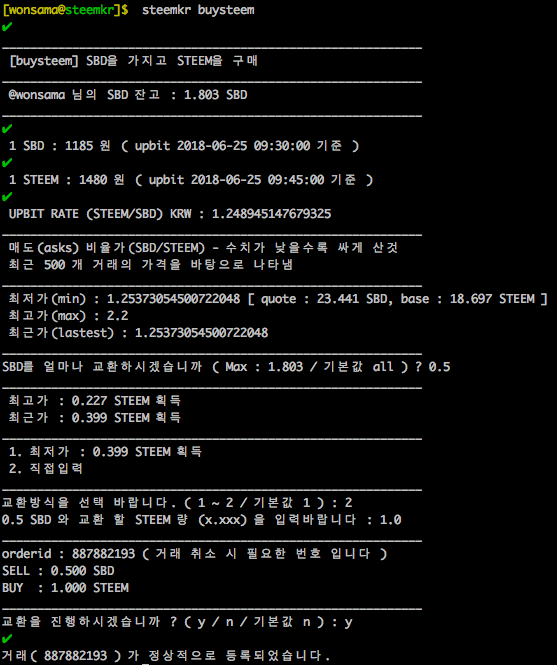 [wonsama@steemkr]$ steemkr buysteem
✔
[buysteem] SBD을 가지고 STEEM을 구매
@wonsama 님의 SBD 잔고 : 1.803 SBD
✔
1 SBD : 1185 원 ( upbit 2018-06-25 09:30:00 기준 )
✔
1 STEEM : 1480 원 ( upbit 2018-06-25 09:45:00 기준 )
✔
UPBIT RATE (STEEM/SBD) KRW : 1.248945147679325
매도(asks) 비율가(SBD/STEEM) - 수치가 낮을수록 싸게 산것
최근 500 개 거래의 가격을 바탕으로 나타냄
최저가(min) : 1.25373054500722048 [ quote : 23.441 SBD, base : 18.697 STEEM ]
최고가(max) : 2.2
최근가(lastest) : 1.25373054500722048
SBD를 얼마나 교환하시겠습니까 ( Max : 1.803 / 기본값 all ) ? 0.5
최고가 : 0.227 STEEM 획득
최근가 : 0.399 STEEM 획득
1. 최저가 : 0.399 STEEM 획득
2. 직접입력
교환방식을 선택 바랍니다. ( 1 ~ 2 / 기본값 1 ) : 2
0.5 SBD 와 교환 할 STEEM 량 (x.xxx) 을 입력바랍니다 : 1.0
orderid : 887882193 ( 거래 취소 시 필요한 번호 입니다 )
SELL : 0.500 SBD
BUY : 1.000 STEEM
교환을 진행하시겠습니까 ? ( y / n / 기본값 n ) : y
✔
거래( 887882193 ) 가 정상적으로 등록되었습니다.